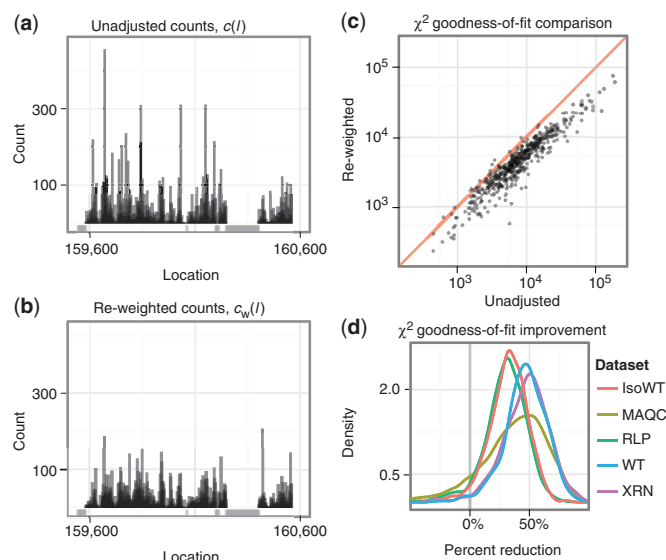 (a)
Unadjusted counts, c(l)
Count
300
100
159,600
160,600
Location
(b)
Re-weighted counts, c_w(l)
Count
300
100
159,600
160,600
Location
(c)
χ² goodness-of-fit comparison
Re-weighted
10⁵
10⁴
10³
10³
10⁴
10⁵
Unadjusted
(d)
χ² goodness-of-fit improvement
Density
2.0
0.5
0%
50%
Percent reduction
Dataset
IsoWT
MAQC
RLP
WT
XRN